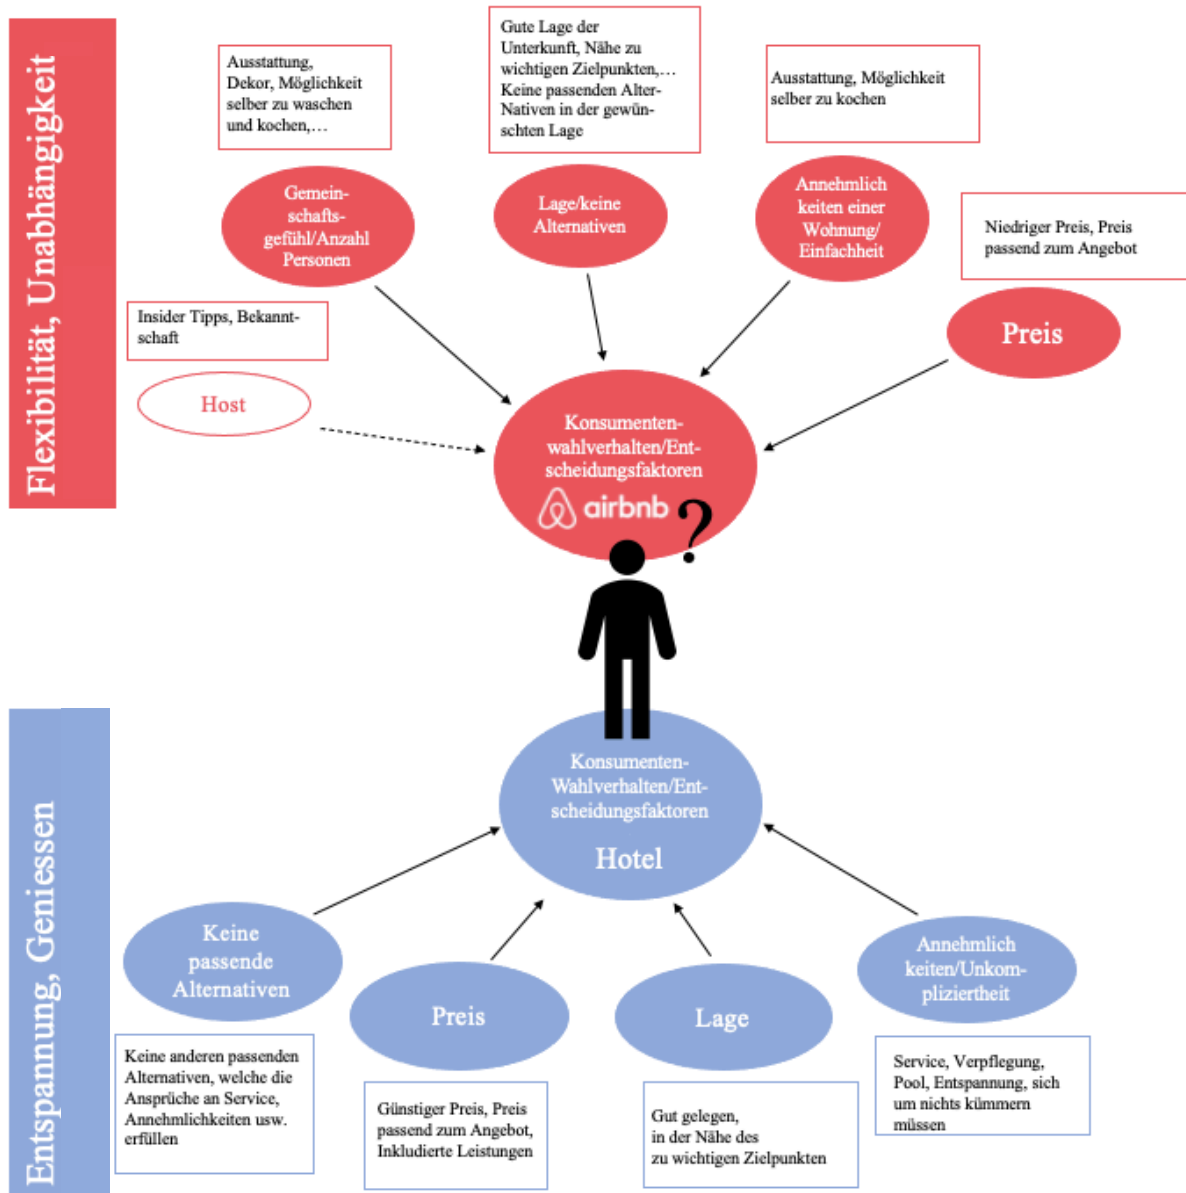 Flexibilität, Unabhängigkeit
Ausstattung,
Dekor, Möglichkeit
selber zu waschen
und kochen,…
Gute Lage der
Unterkunft, Nähe zu
wichtigen Zielpunkten,…
Keine passenden Alter-
Nativen in der gewün-
schten Lage
Ausstattung, Möglichkeit
selber zu kochen
Niedriger Preis, Preis
passend zum Angebot
Gemein-
schafts-
gefühl/Anzahl
Personen
Lage/keine
Alternativen
Annehmlich
keiten einer
Wohnung/
Einfachheit
Preis
Insider Tipps, Bekannt-
schaft
Host
Konsumenten-
wahlverhalten/Ent-
scheidungsfaktoren
airbnb
?
Entspannung, Geniessen
Konsumenten-
Wahlverhalten/Ent-
scheidungsfaktoren
Hotel
Keine
passende
Alternativen
Preis
Lage
Annehmlich
keiten/Unkom-
pliziertheit
Keine anderen passenden
Alternativen, welche die
Ansprüche an Service,
Annehmlichkeiten usw.
erfüllen
Günstiger Preis, Preis
passend zum Angebot,
Inkludierte Leistungen
Gut gelegen,
in der Nähe des
zu wichtigen Zielpunkten
Service, Verpflegung,
Pool, Entspannung, sich
um nichts kümmern
müssen